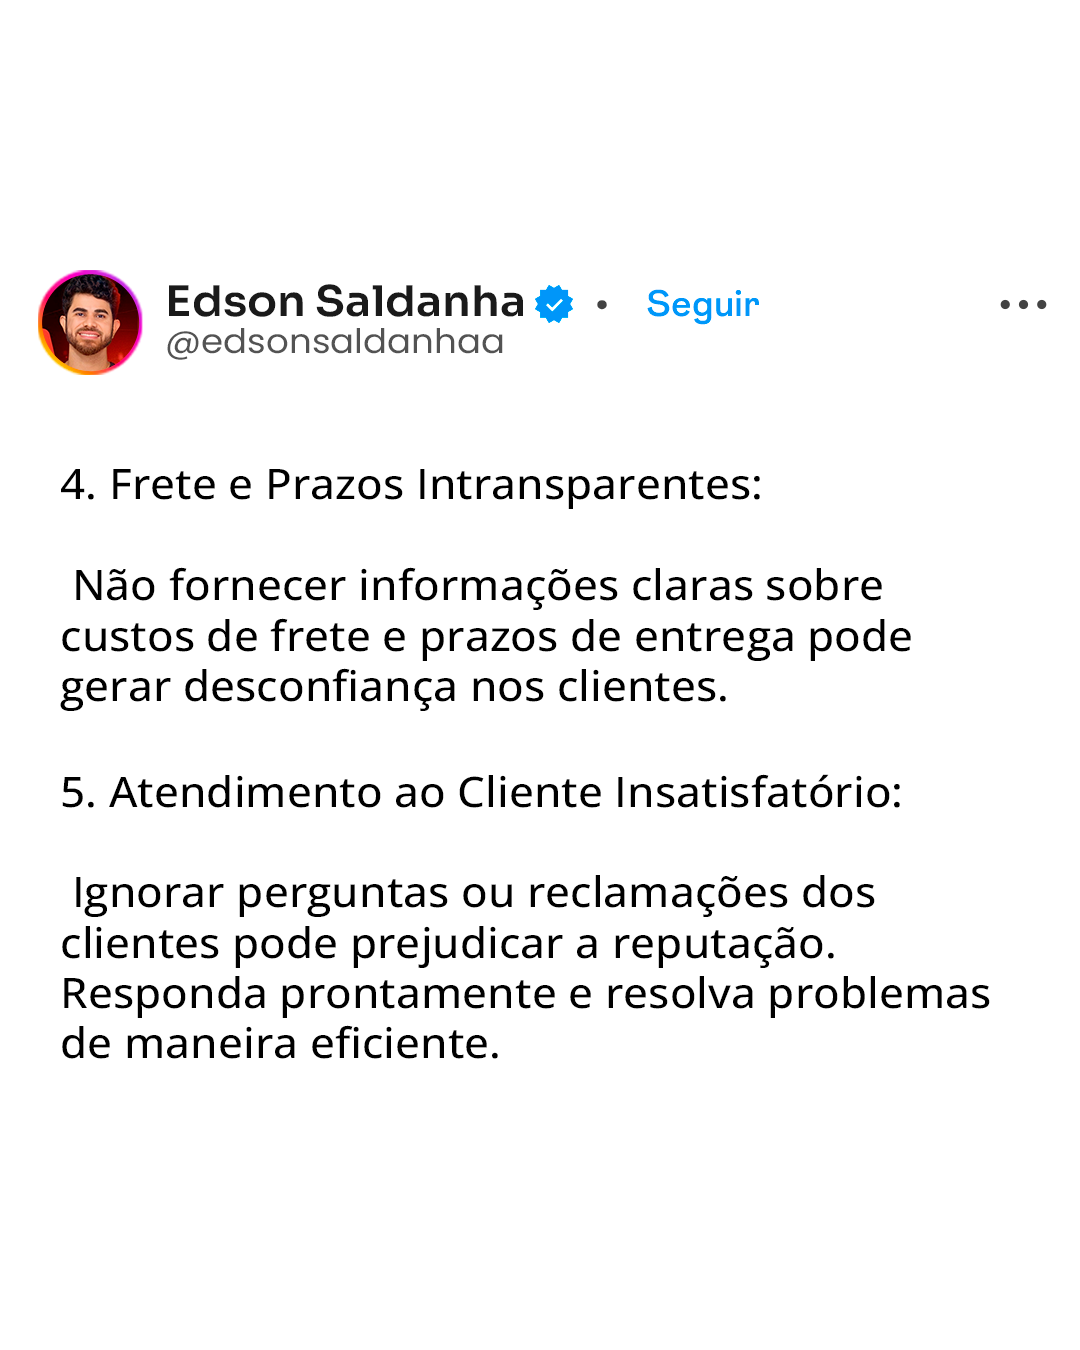 Edson Saldanha • Seguir
@edsonsaldanhaa
4. Frete e Prazos Intransparentes:
Não fornecer informações claras sobre
custos de frete e prazos de entrega pode
gerar desconfiança nos clientes.
5. Atendimento ao Cliente Insatisfatório:
Ignorar perguntas ou reclamações dos
clientes pode prejudicar a reputação.
Responda prontamente e resolva problemas
de maneira eficiente.